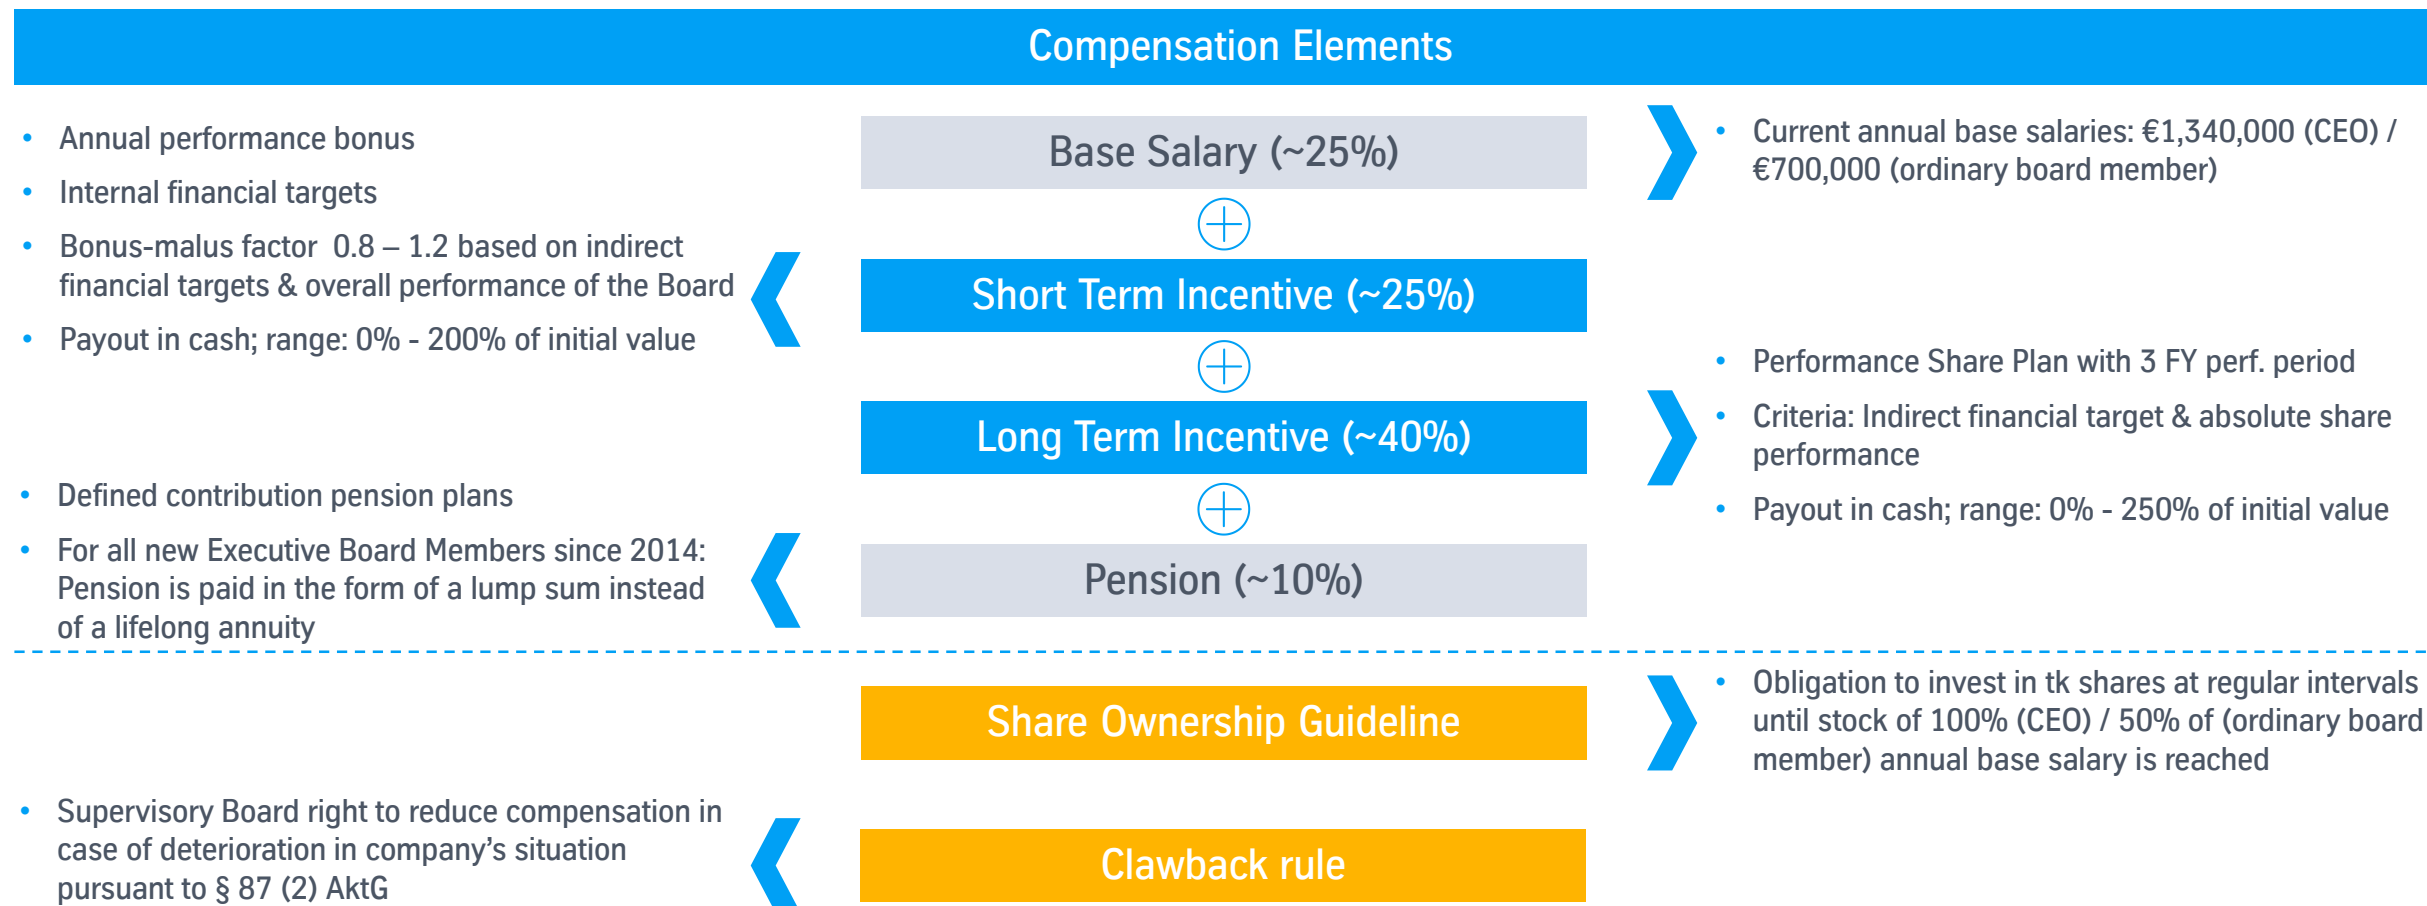 Compensation Elements
• Annual performance bonus
• Internal financial targets
• Bonus-malus factor 0.8 – 1.2 based on indirect
financial targets & overall performance of the Board
• Payout in cash; range: 0% - 200% of initial value
• Defined contribution pension plans
• For all new Executive Board Members since 2014:
Pension is paid in the form of a lump sum instead
of a lifelong annuity
• Supervisory Board right to reduce compensation in
case of deterioration in company’s situation
pursuant to § 87 (2) AktG
Base Salary (~25%)
Short Term Incentive (~25%)
Long Term Incentive (~40%)
Pension (~10%)
Share Ownership Guideline
Clawback rule
• Current annual base salaries: €1,340,000 (CEO) /
€700,000 (ordinary board member)
• Performance Share Plan with 3 FY perf. period
• Criteria: Indirect financial target & absolute share
performance
• Payout in cash; range: 0% - 250% of initial value
• Obligation to invest in tk shares at regular intervals
until stock of 100% (CEO) / 50% of (ordinary board
member) annual base salary is reached